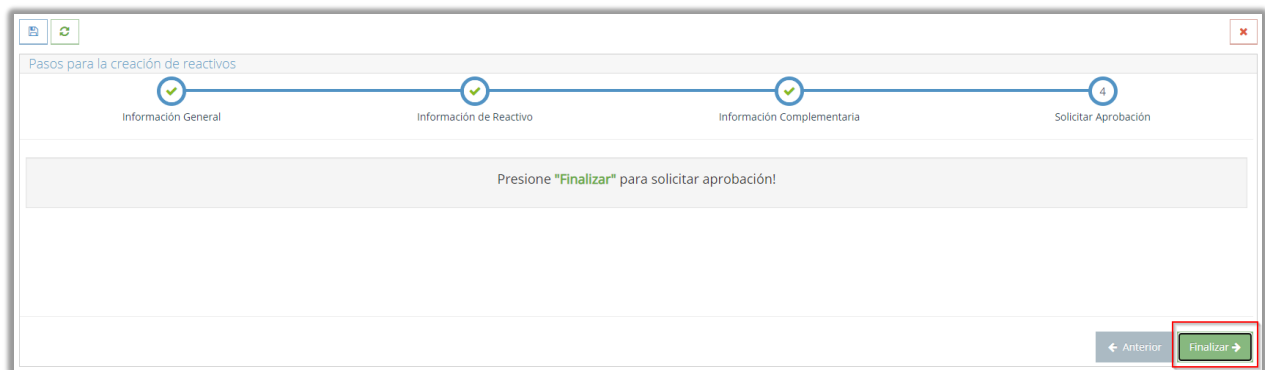 Pasos para la creación de reactivos
4
Información General
Información de Reactivo
Información Complementaria
Solicitar Aprobación
Presione "Finalizar" para solicitar aprobación!
Anterior
Finalizar